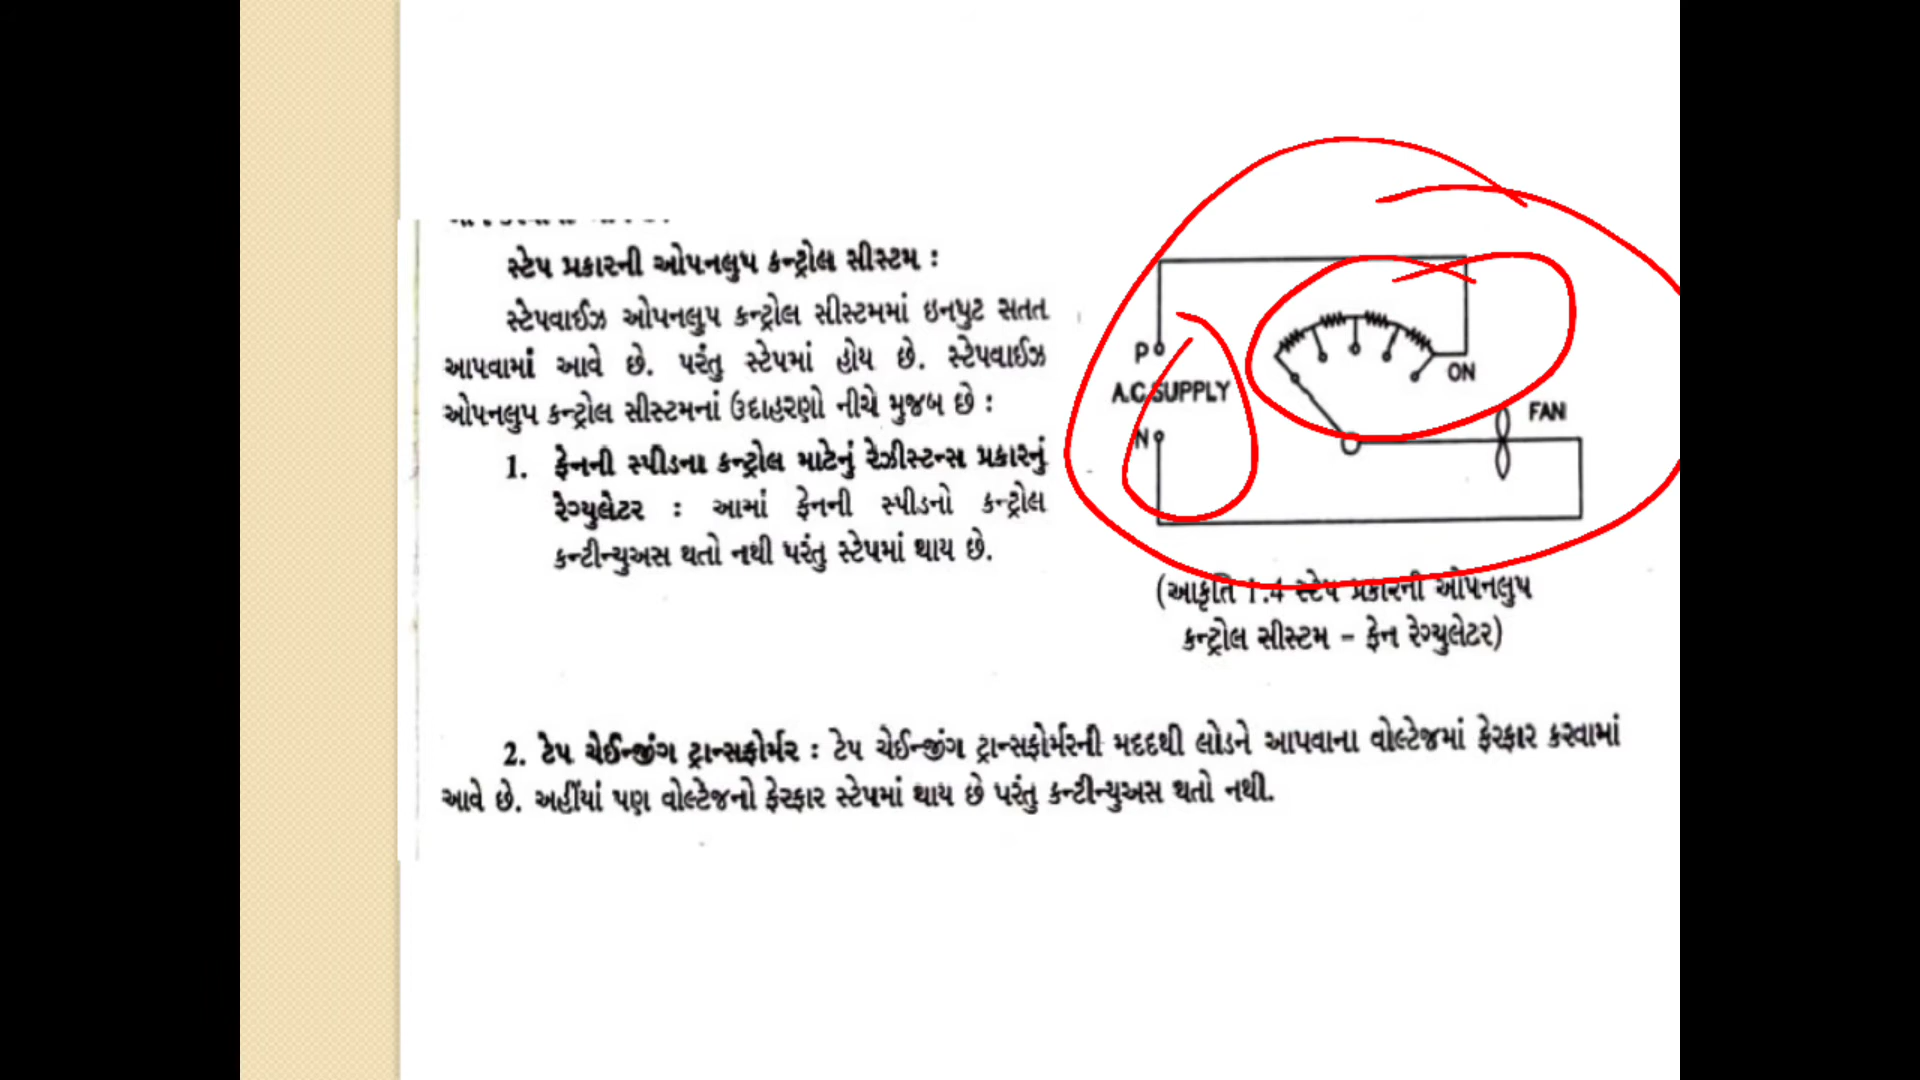 સ્ટેપ પ્રકારની ઓપનલુપ કન્ટ્રોલ સીસ્ટમ :
સ્ટેપવાઈઝ ઓપનલુપ કન્ટ્રોલ સીસ્ટમમાં ઇનપુટ સતત
આપવામાં આવે છે. પરંતુ સ્ટેપમાં હોય છે. સ્ટેપવાઈઝ
ઓપનલુપ કન્ટ્રોલ સીસ્ટમનાં ઉદાહરણો નીચે મુજબ છે :
1. ફેનની સ્પીડના કન્ટ્રોલ માટેનું રેઝીસ્ટન્સ પ્રકારનું
રેગ્યુલેટર : આમાં ફેનની સ્પીડનો કન્ટ્રોલ
કન્ટીન્યુઅસ થતો નથી પરંતુ સ્ટેપમાં થાય છે.
P
ON
A.C.SUPPLY
FAN
N
(આકૃતિ 1.4 સ્ટેપ પ્રકારની ઓપનલુપ
કન્ટ્રોલ સીસ્ટમ – ફેન રેગ્યુલેટર)
2. ટેપ ચેઈન્જીંગ ટ્રાન્સફોર્મર : ટેપ ચેઈન્જીંગ ટ્રાન્સફોર્મરની મદદથી લોડને આપવાના વોલ્ટેજમાં ફેરફાર કરવામાં
આવે છે. અહીંયાં પણ વોલ્ટેજનો ફેરફાર સ્ટેપમાં થાય છે પરંતુ કન્ટીન્યુઅસ થતો નથી.